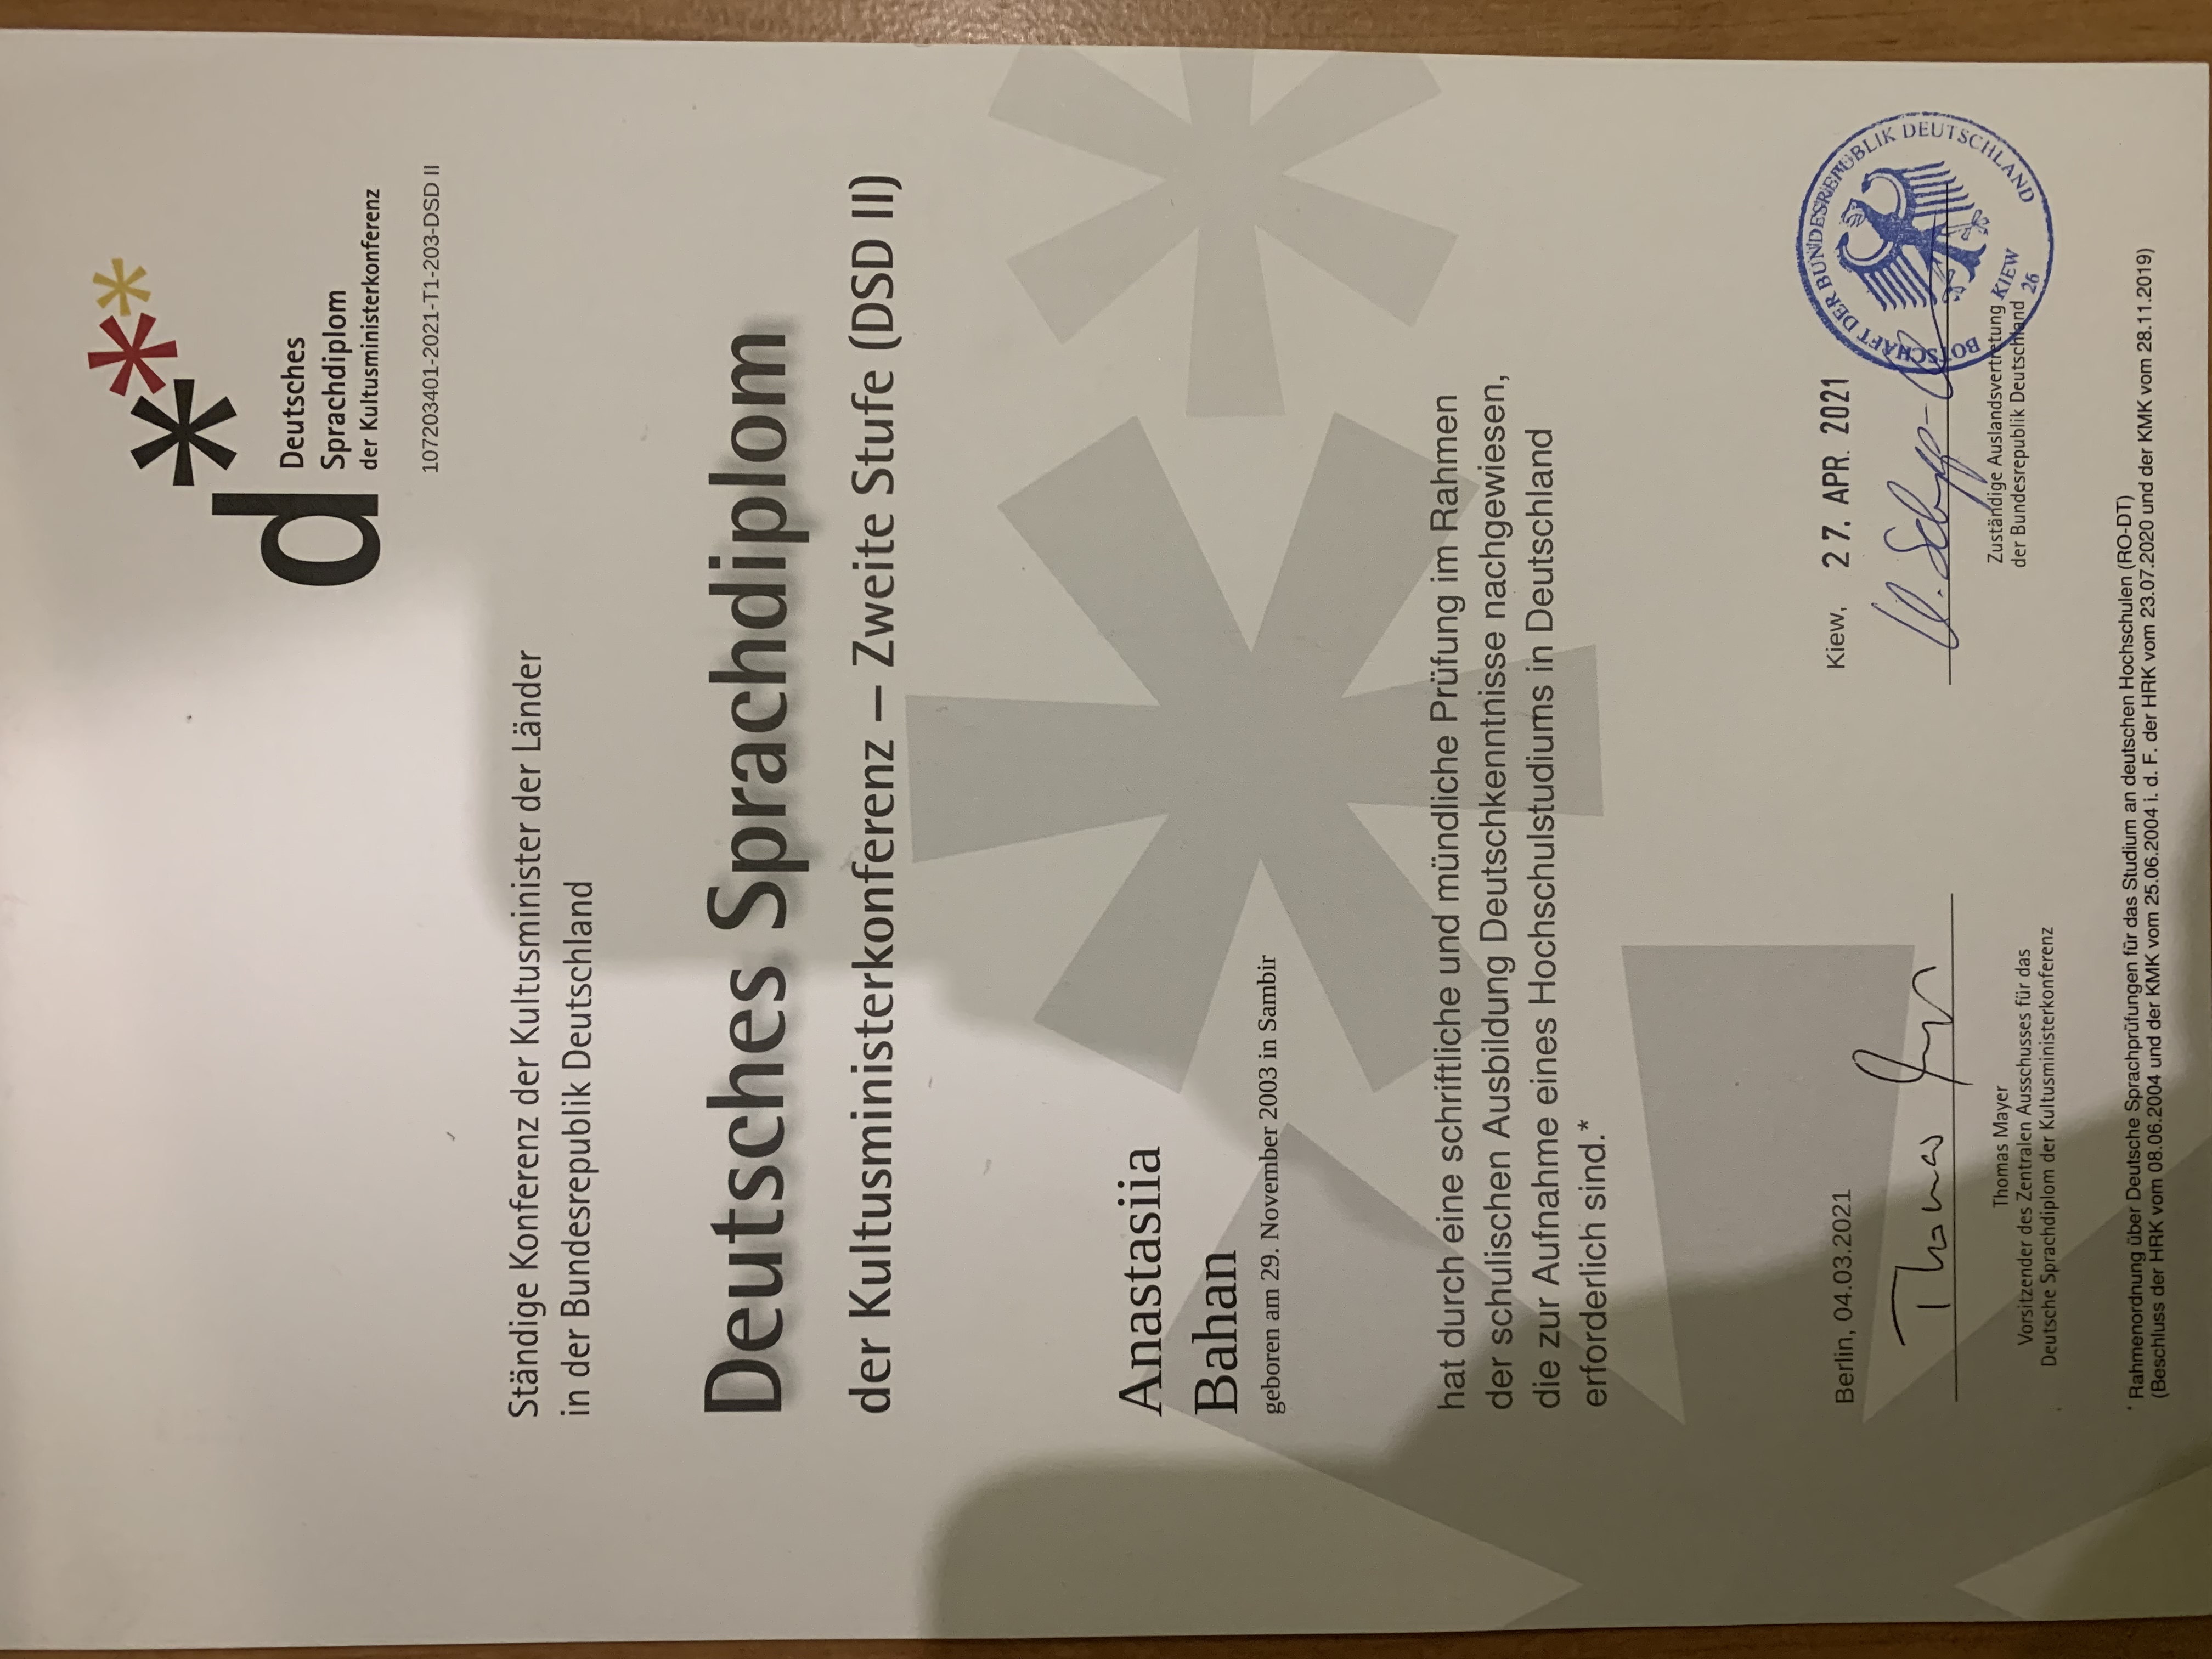 d
Deutsches
Sprachdiplom
der Kultusministerkonferenz
107203401-2021-T1-203-DSD II
Ständige Konferenz der Kultusminister der Länder
in der Bundesrepublik Deutschland
Deutsches Sprachdiplom
der Kultusministerkonferenz – Zweite Stufe (DSD II)
Anastasiia
Bahan
geboren am 29. November 2003 in Sambir
hat durch eine schriftliche und mündliche Prüfung im Rahmen
der schulischen Ausbildung Deutschkenntnisse nachgewiesen,
die zur Aufnahme eines Hochschulstudiums in Deutschland
erforderlich sind.*
Berlin, 04.03.2021
Thomas
Thomas Mayer
Vorsitzender des Zentralen Ausschusses für das
Deutsche Sprachdiplom der Kultusministerkonferenz
Kiew, 27. APR. 2021
BOTSCHAFT DER BUNDESREPUBLIK DEUTSCHLAND
KIEW
26
Zuständige Auslandsvertretung
der Bundesrepublik Deutschland
* Rahmenordnung über Deutsche Sprachprüfungen für das Studium an deutschen Hochschulen (RO-DT)
(Beschluss der HRK vom 08.06.2004 und der KMK vom 25.06.2004 i. d. F. der HRK vom 23.07.2020 und der KMK vom 28.11.2019)